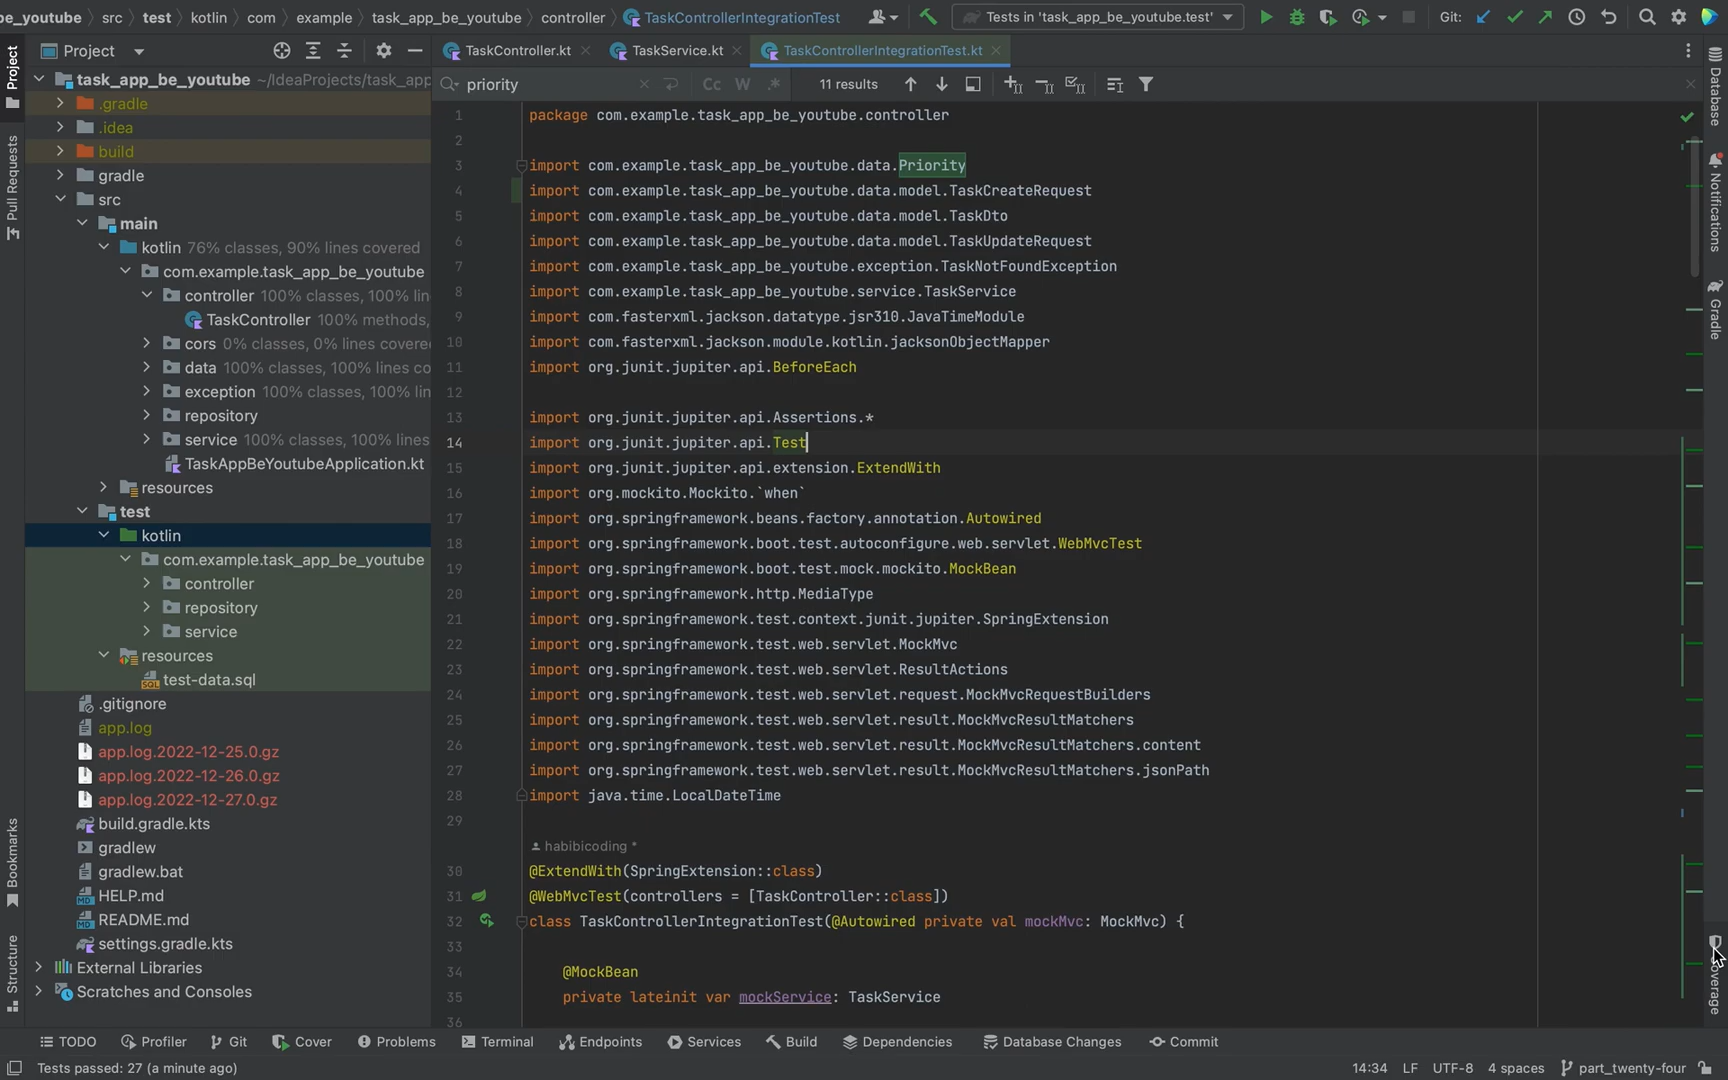 be_youtube src test kotlin com example task_app_be_youtube controller TaskControllerIntegrationTest Tests in 'task_app_be_youtube.test' Git:
Project
TaskController.kt TaskService.kt TaskControllerIntegrationTest.kt
task_app_be_youtube ~/IdeaProjects/task_app
priority Cc W .* 11 results
.gradle
.idea
build
gradle
src
main
kotlin 76% classes, 90% lines covered
com.example.task_app_be_youtube
controller 100% classes, 100% lin
TaskController 100% methods,
cors 0% classes, 0% lines covere
data 100% classes, 100% lines co
exception 100% classes, 100% lin
repository
service 100% classes, 100% lines
TaskAppBeYoutubeApplication.kt
resources
test
kotlin
com.example.task_app_be_youtube
controller
repository
service
resources
test-data.sql
.gitignore
app.log
app.log.2022-12-25.0.gz
app.log.2022-12-26.0.gz
app.log.2022-12-27.0.gz
build.gradle.kts
gradlew
gradlew.bat
HELP.md
README.md
settings.gradle.kts
External Libraries
Scratches and Consoles
1 package com.example.task_app_be_youtube.controller
2
3 import com.example.task_app_be_youtube.data.Priority
4 import com.example.task_app_be_youtube.data.model.TaskCreateRequest
5 import com.example.task_app_be_youtube.data.model.TaskDto
6 import com.example.task_app_be_youtube.data.model.TaskUpdateRequest
7 import com.example.task_app_be_youtube.exception.TaskNotFoundException
8 import com.example.task_app_be_youtube.service.TaskService
9 import com.fasterxml.jackson.datatype.jsr310.JavaTimeModule
10 import com.fasterxml.jackson.module.kotlin.jacksonObjectMapper
11 import org.junit.jupiter.api.BeforeEach
12
13 import org.junit.jupiter.api.Assertions.*
14 import org.junit.jupiter.api.Test
15 import org.junit.jupiter.api.extension.ExtendWith
16 import org.mockito.Mockito.`when`
17 import org.springframework.beans.factory.annotation.Autowired
18 import org.springframework.boot.test.autoconfigure.web.servlet.WebMvcTest
19 import org.springframework.boot.test.mock.mockito.MockBean
20 import org.springframework.http.MediaType
21 import org.springframework.test.context.junit.jupiter.SpringExtension
22 import org.springframework.test.web.servlet.MockMvc
23 import org.springframework.test.web.servlet.ResultActions
24 import org.springframework.test.web.servlet.request.MockMvcRequestBuilders
25 import org.springframework.test.web.servlet.result.MockMvcResultMatchers
26 import org.springframework.test.web.servlet.result.MockMvcResultMatchers.content
27 import org.springframework.test.web.servlet.result.MockMvcResultMatchers.jsonPath
28 import java.time.LocalDateTime
29
habibicoding *
30 @ExtendWith(SpringExtension::class)
31 @WebMvcTest(controllers = [TaskController::class])
32 class TaskControllerIntegrationTest(@Autowired private val mockMvc: MockMvc) {
33
34 @MockBean
35 private lateinit var mockService: TaskService
36
Project
Pull Requests
Bookmarks
Structure
Database
Notifications
Gradle
overage
TODO Profiler Git Cover Problems Terminal Endpoints Services Build Dependencies Database Changes Commit
Tests passed: 27 (a minute ago) 14:34 LF UTF-8 4 spaces part_twenty-four